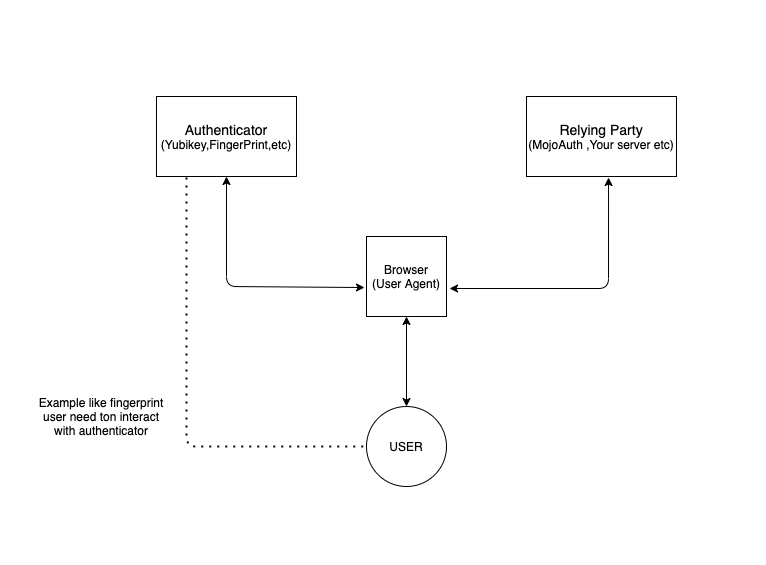 Authenticator
(Yubikey,FingerPrint,etc)
Relying Party
(MojoAuth ,Your server etc)
Browser
(User Agent)
Example like fingerprint
user need ton interact
with authenticator
USER